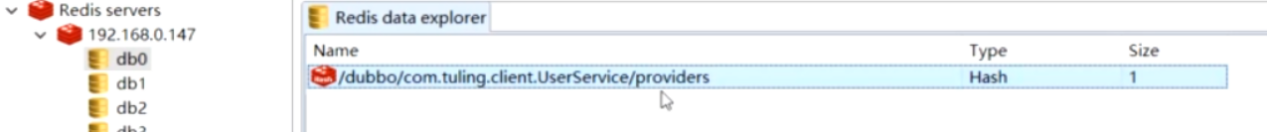 Redis servers
192.168.0.147
db0
db1
db2
db3
Redis data explorer
Name Type Size
/dubbo/com.tuling.client.UserService/providers Hash 1